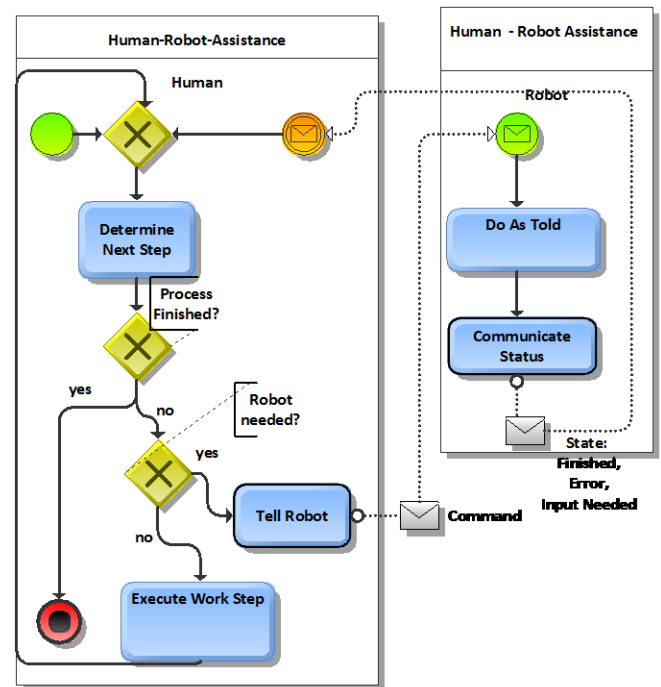 Human-Robot-Assistance
Human
Determine
Next Step
Process
Finished?
yes
no
Robot
needed?
yes
no
Tell Robot
Execute Work Step
Command
Human - Robot Assistance
Robot
Do As Told
Communicate
Status
State:
Finished,
Error,
Input Needed